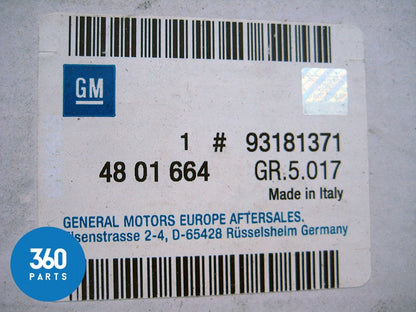 GM
1 # 93181371
48 01 664 GR.5.017
Made in Italy
GENERAL MOTORS EUROPE AFTERSALES.
lsenstrasse 2-4, D-65428 Rüsselsheim Germany
360
PARTS